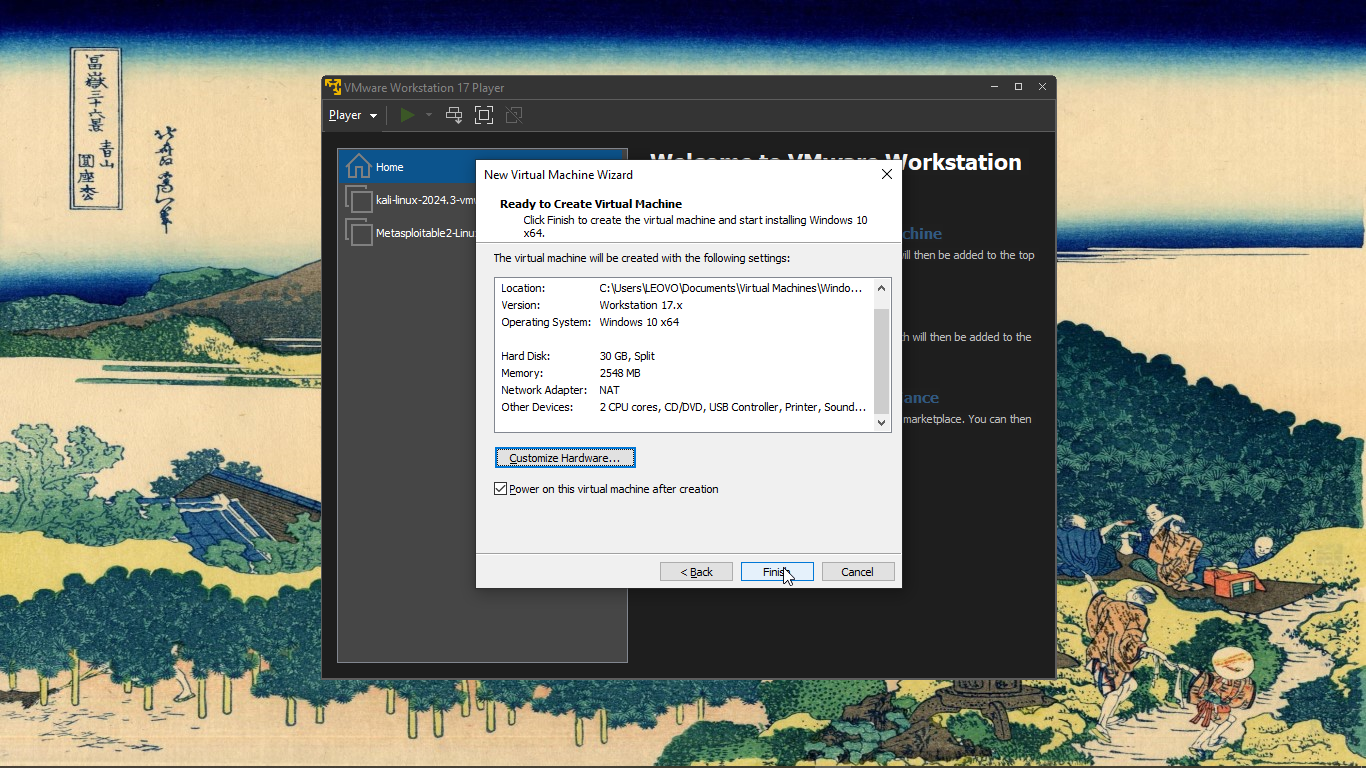 冨嶽三十六景
青山
圓座枩
VMware Workstation 17 Player
Player
Home
kali-linux-2024.3-vmw
Metasploitable2-Linu
Welcome to VMware Workstation
chine
ill then be added to the top
ch will then be added to the
ance
marketplace. You can then
New Virtual Machine Wizard
Ready to Create Virtual Machine
Click Finish to create the virtual machine and start installing Windows 10
x64.
The virtual machine will be created with the following settings:
Location: C:\Users\LEOVO\Documents\Virtual Machines\Windo...
Version: Workstation 17.x
Operating System: Windows 10 x64
Hard Disk: 30 GB, Split
Memory: 2548 MB
Network Adapter: NAT
Other Devices: 2 CPU cores, CD/DVD, USB Controller, Printer, Sound...
Customize Hardware...
Power on this virtual machine after creation
< Back
Finish
Cancel